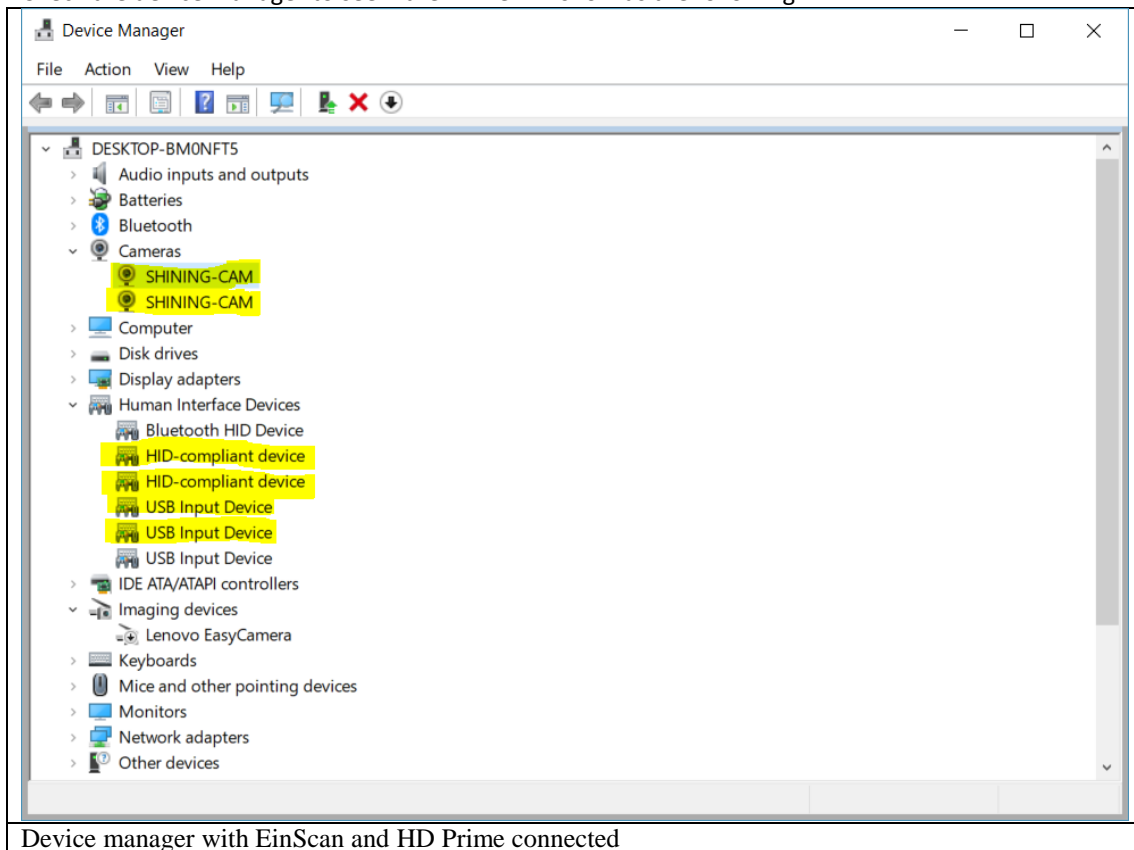 Device Manager
File Action View Help
DESKTOP-BM0NFT5
Audio inputs and outputs
Batteries
Bluetooth
Cameras
SHINING-CAM
SHINING-CAM
Computer
Disk drives
Display adapters
Human Interface Devices
Bluetooth HID Device
HID-compliant device
HID-compliant device
USB Input Device
USB Input Device
USB Input Device
IDE ATA/ATAPI controllers
Imaging devices
Lenovo EasyCamera
Keyboards
Mice and other pointing devices
Monitors
Network adapters
Other devices
Device manager with EinScan and HD Prime connected